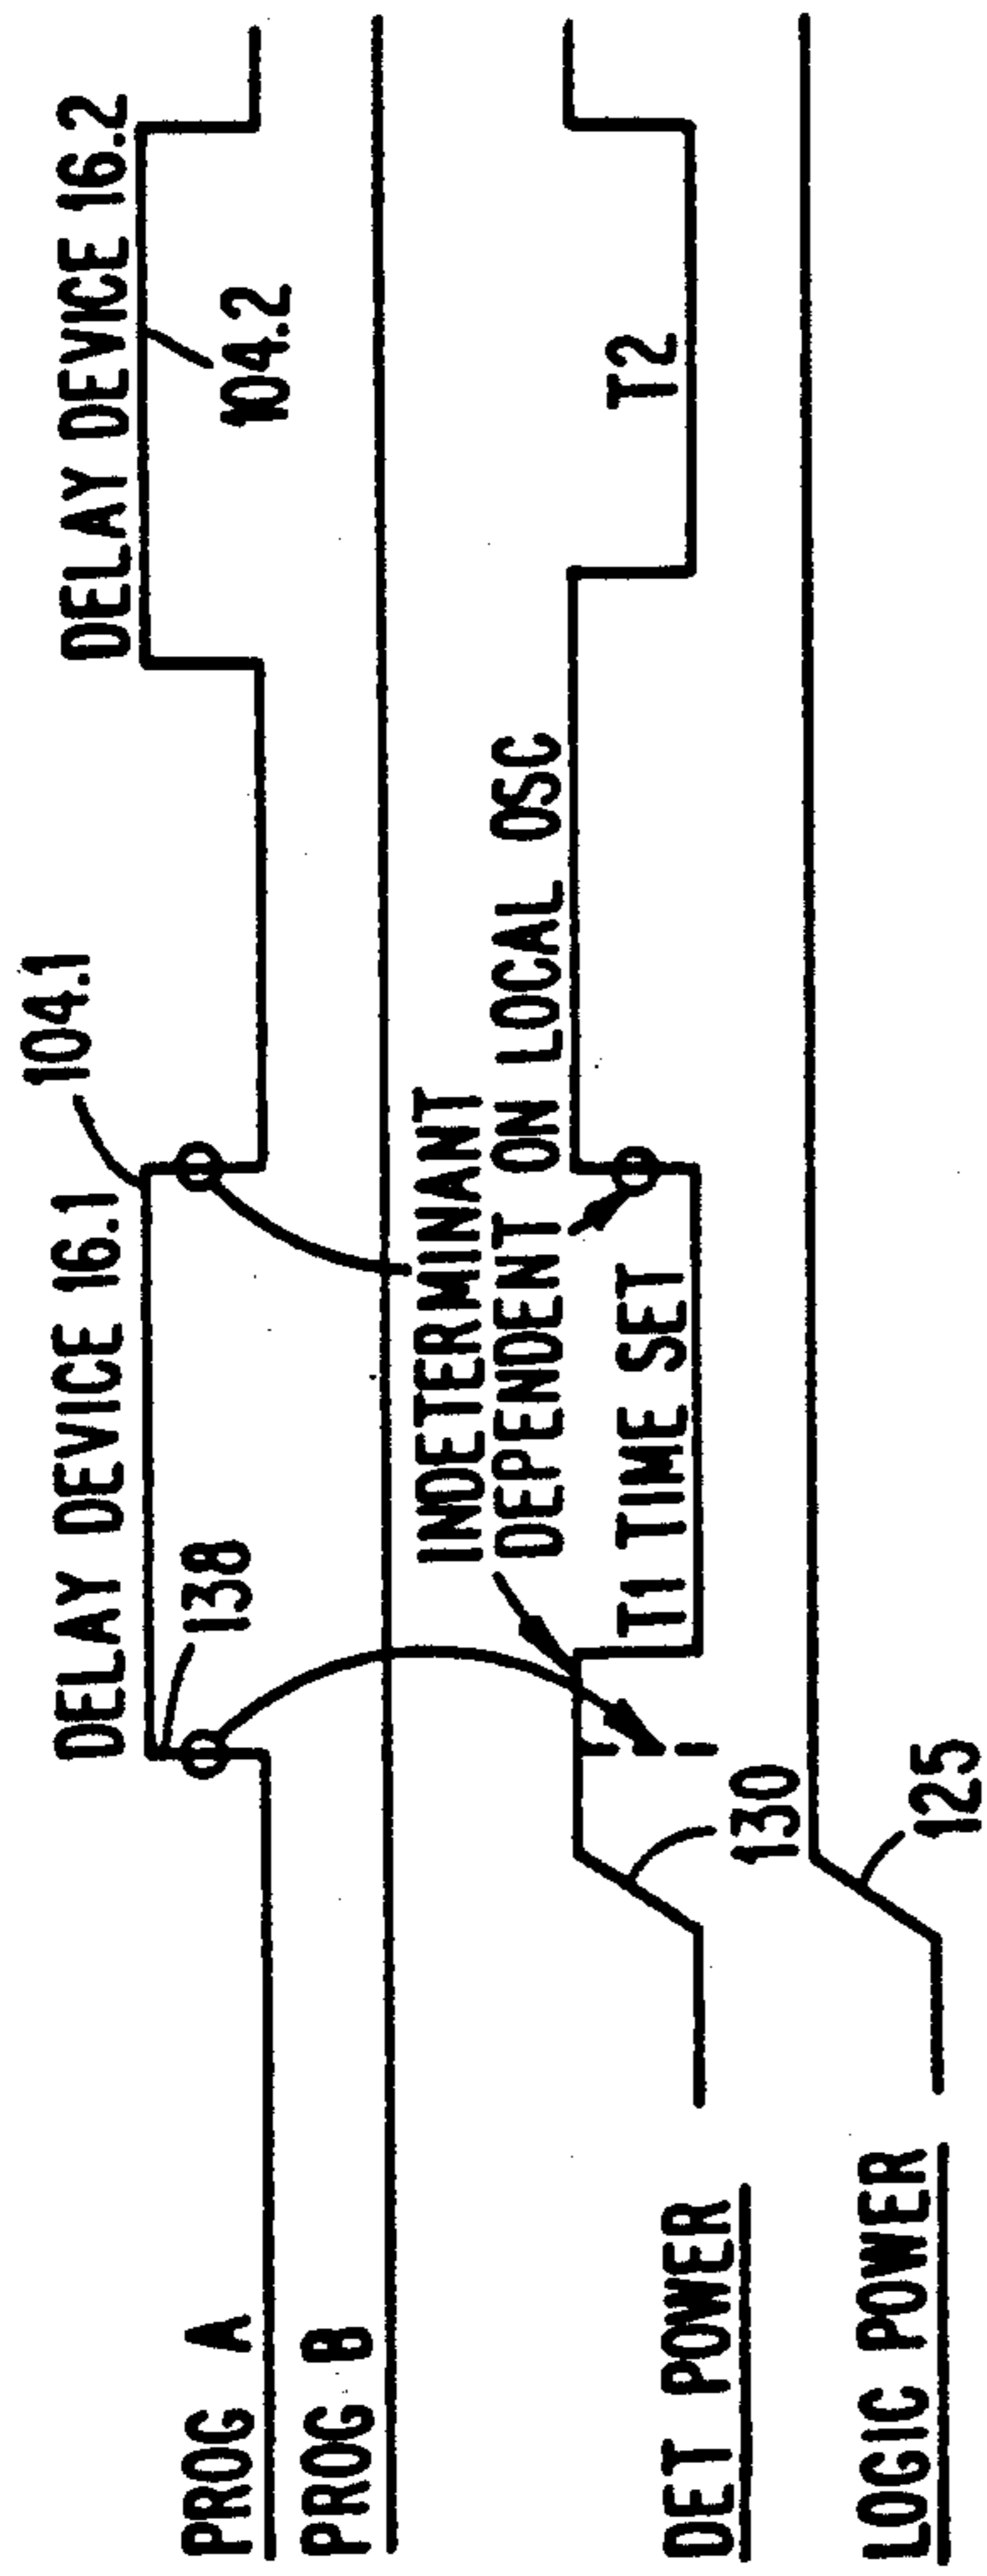 DELAY DEVICE 16.1
104.1
DELAY DEVICE 16.2
138
104.2
PROG A
PROG B
INDETERMINANT
DEPENDENT ON LOCAL OSC
T1 TIME SET
T2
DET POWER
130
LOGIC POWER
125